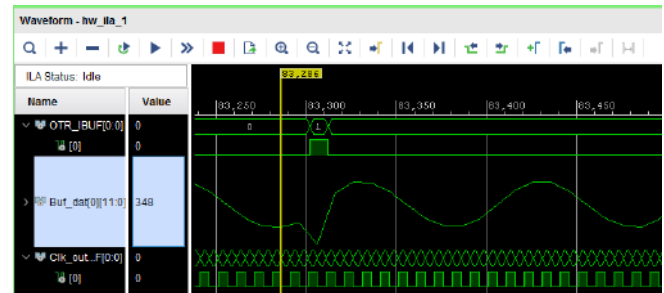 Waveform - hw_ila_1
ILA Status: Idle
83,286
Name Value
83,250 83,300 83,350 83,400 83,450
OTR_IBUF[0:0] 0 0 1
[0] 0
Buf_dat[0][11:0] 348
Clk_out..F[0:0] 0
[0] 0